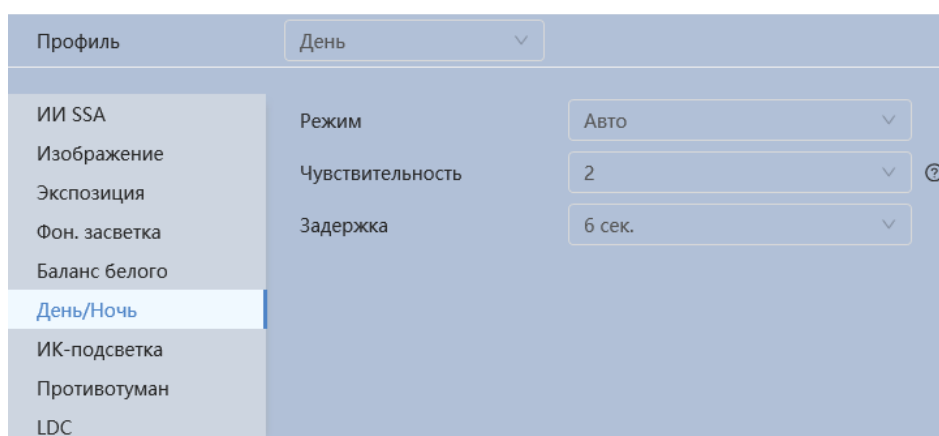 Профиль День
ИИ SSA
Изображение
Экспозиция
Фон. засветка
Баланс белого
День/Ночь
ИК-подсветка
Противотуман
LDC
Режим Авто
Чувствительность 2 ?
Задержка 6 сек.